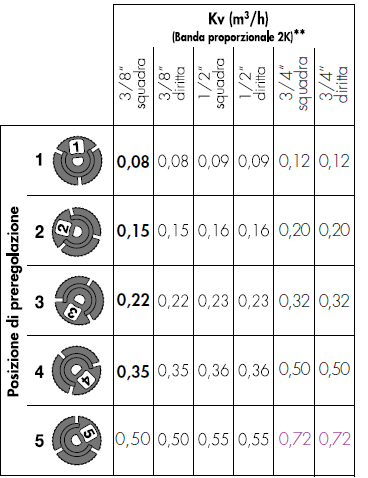 Kv (m³/h)
(Banda proporzionale 2K)**
3/8" squadra 3/8" diritta 1/2" squadra 1/2" diritta 3/4" squadra 3/4" diritta
Posizione di preregolazione
1 1 0,08 0,08 0,09 0,09 0,12 0,12
2 2 0,15 0,15 0,16 0,16 0,20 0,20
3 3 0,22 0,22 0,23 0,23 0,32 0,32
4 4 0,35 0,35 0,36 0,36 0,50 0,50
5 5 0,50 0,50 0,55 0,55 0,72 0,72